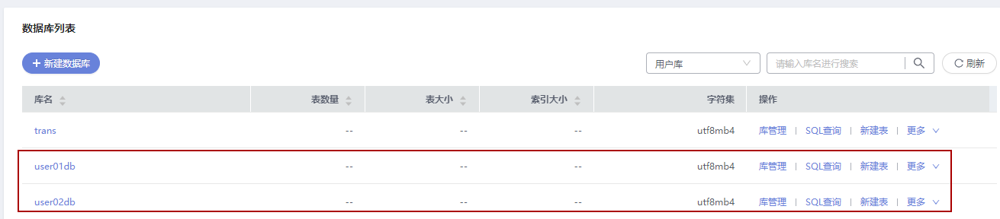 数据库列表
+ 新建数据库 用户库 请输入库名进行搜索 刷新
库名 表数量 表大小 索引大小 字符集 操作
trans -- -- -- utf8mb4 库管理 | SQL查询 | 新建表 | 更多
user01db -- -- -- utf8mb4 库管理 | SQL查询 | 新建表 | 更多
user02db -- -- -- utf8mb4 库管理 | SQL查询 | 新建表 | 更多